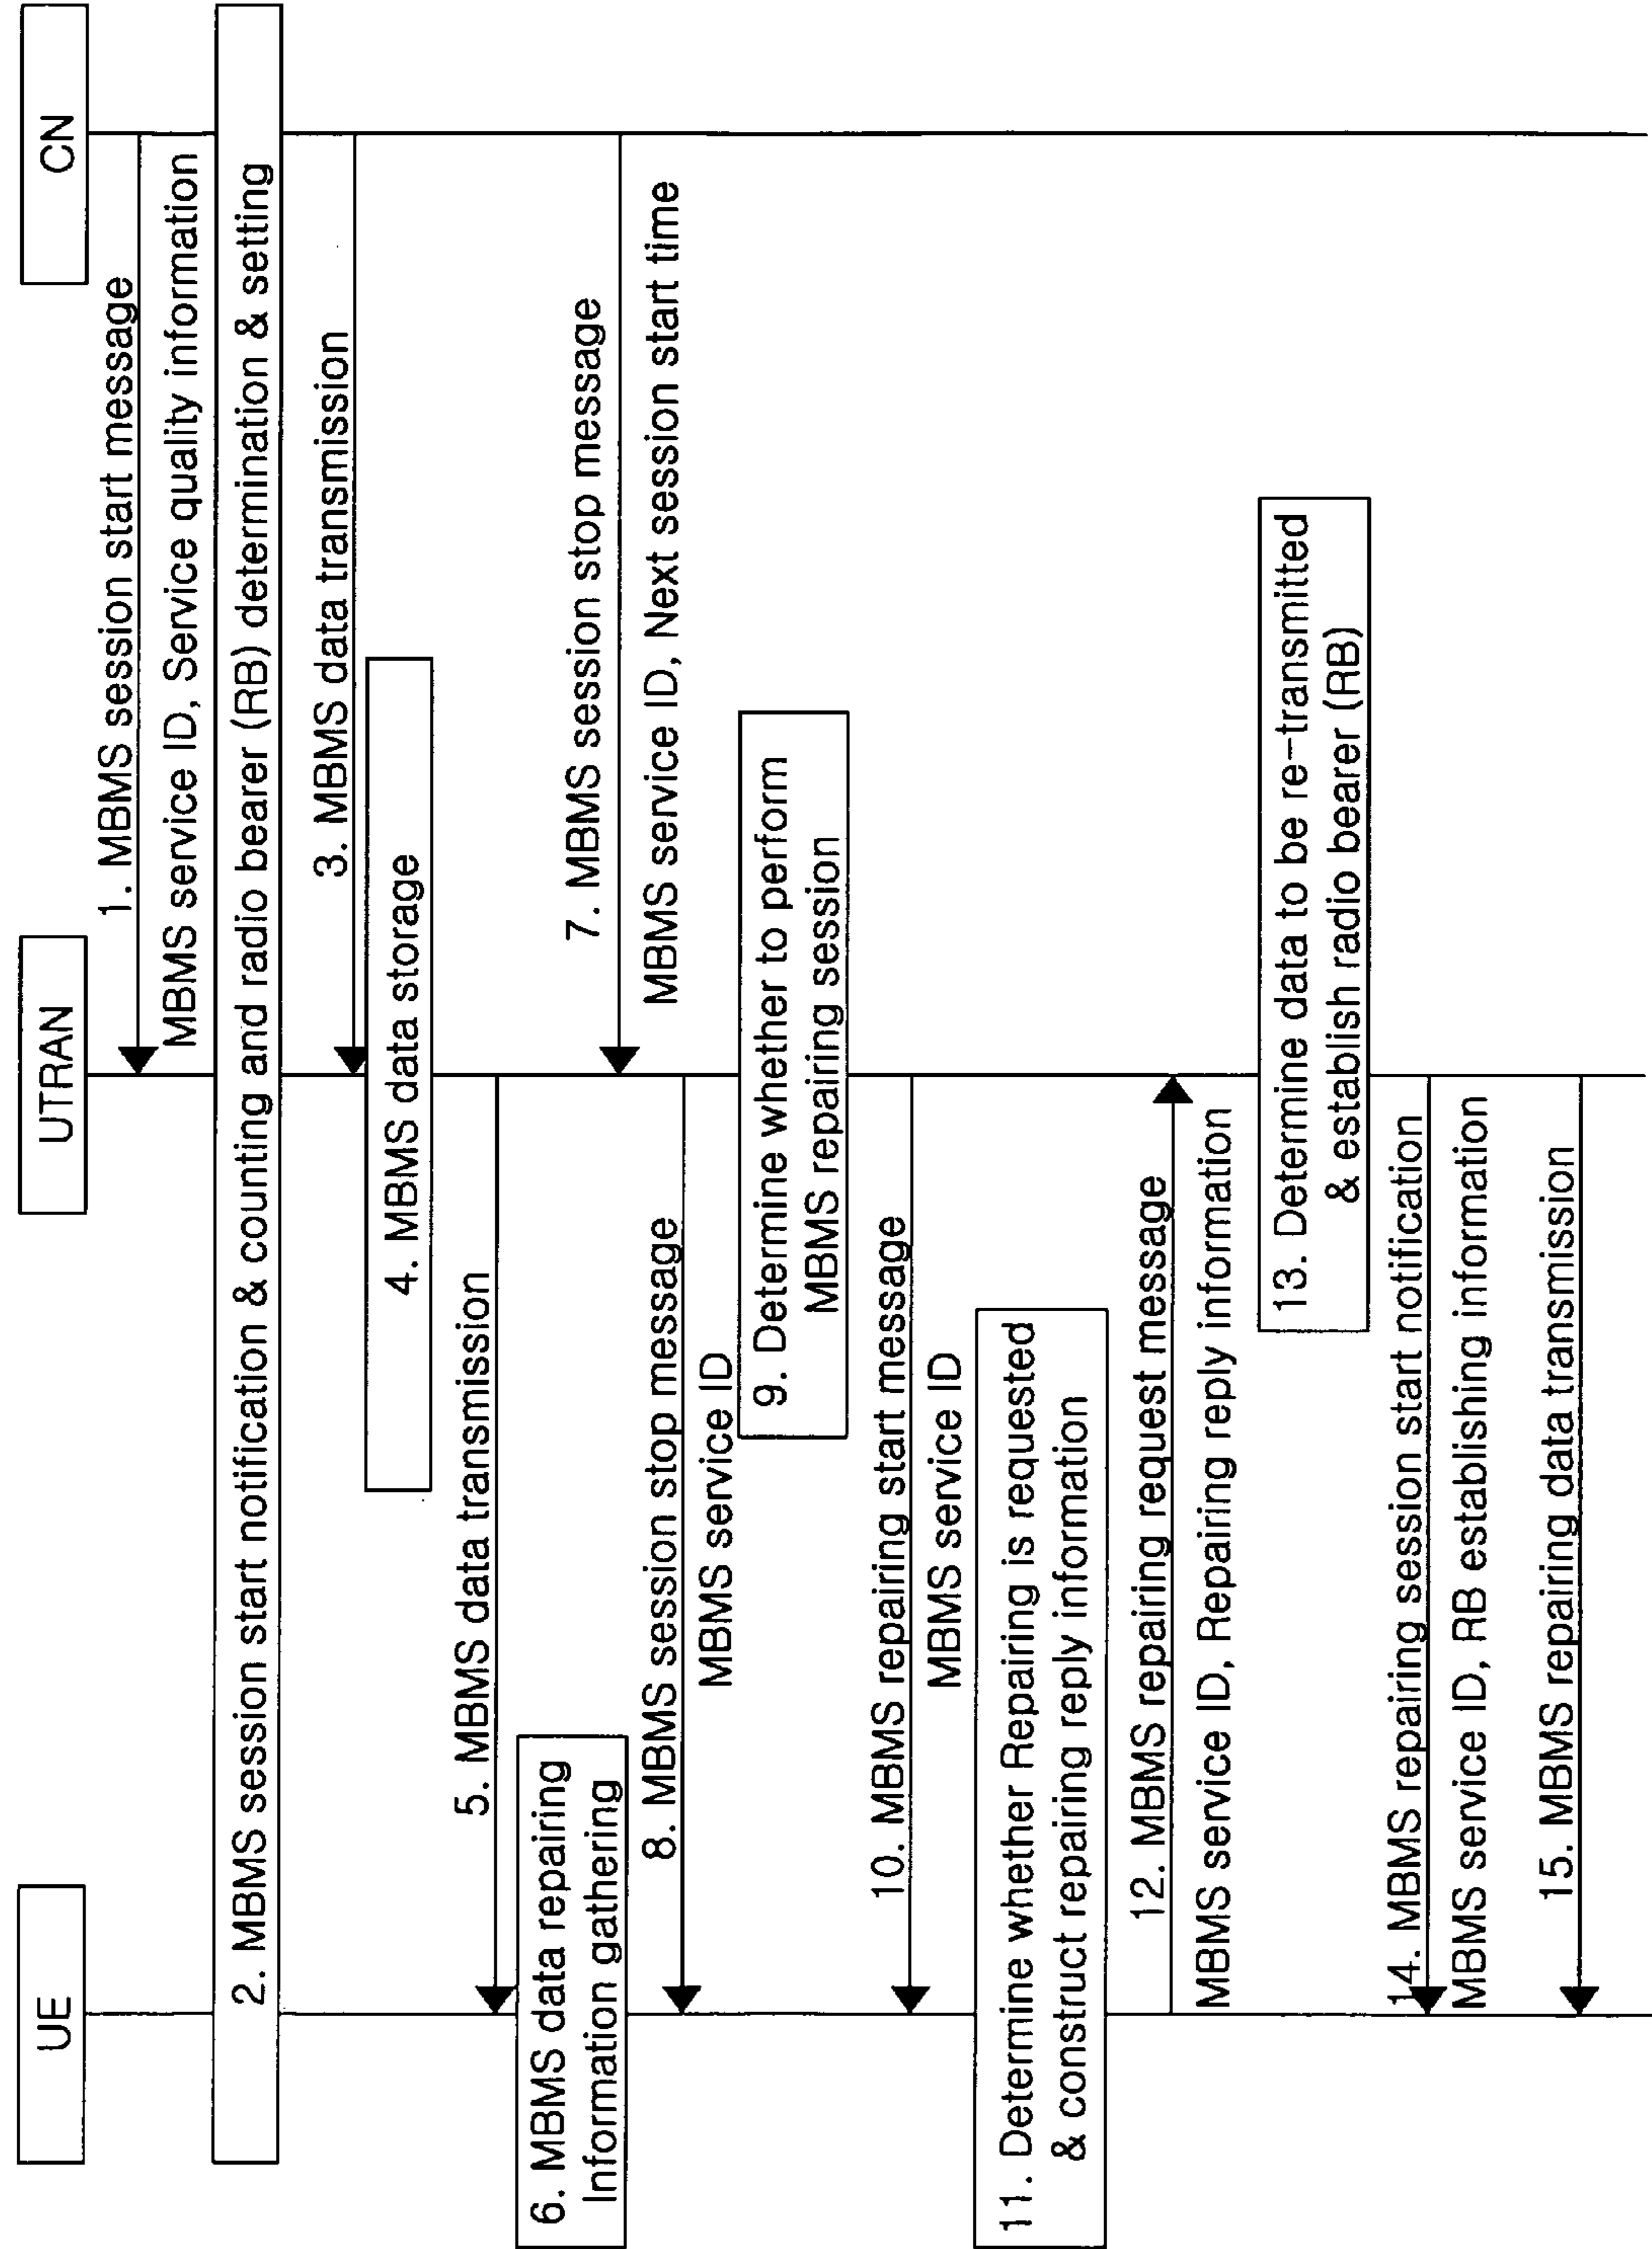 UE
UTRAN
CN
1. MBMS session start message
MBMS service ID, Service quality information
2. MBMS session start notification & counting and radio bearer (RB) determination & setting
3. MBMS data transmission
4. MBMS data storage
5. MBMS data transmission
6. MBMS data repairing
Information gathering
7. MBMS session stop message
MBMS service ID, Next session start time
8. MBMS session stop message
MBMS service ID
9. Determine whether to perform
MBMS repairing session
10. MBMS repairing start message
MBMS service ID
11. Determine whether Repairing is requested
& construct repairing reply information
12. MBMS repairing request message
MBMS service ID, Repairing reply information
13. Determine data to be re-transmitted
& establish radio bearer (RB)
14. MBMS repairing session start notification
MBMS service ID, RB establishing information
15. MBMS repairing data transmission